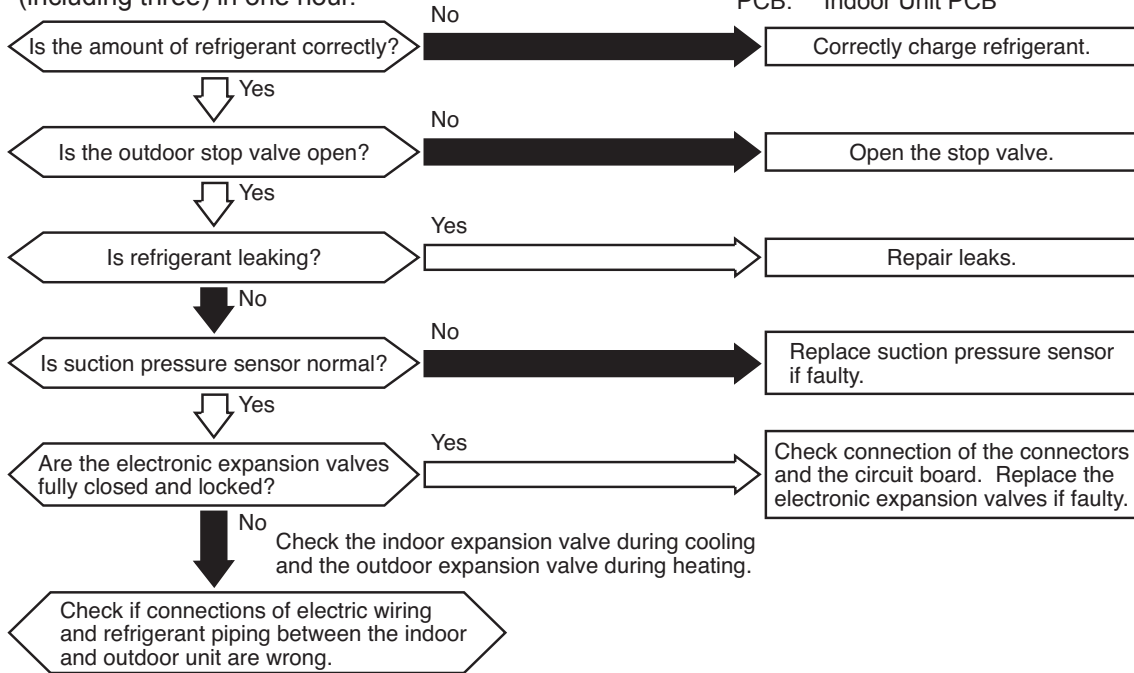 (including three) in one hour.
PCB: Indoor Unit PCB
No
Is the amount of refrigerant correctly?
Correctly charge refrigerant.
Yes
No
Is the outdoor stop valve open?
Open the stop valve.
Yes
Yes
Is refrigerant leaking?
Repair leaks.
No
No
Is suction pressure sensor normal?
Replace suction pressure sensor
if faulty.
Yes
Yes
Are the electronic expansion valves
fully closed and locked?
Check connection of the connectors
and the circuit board. Replace the
electronic expansion valves if faulty.
No
Check the indoor expansion valve during cooling
and the outdoor expansion valve during heating.
Check if connections of electric wiring
and refrigerant piping between the indoor
and outdoor unit are wrong.